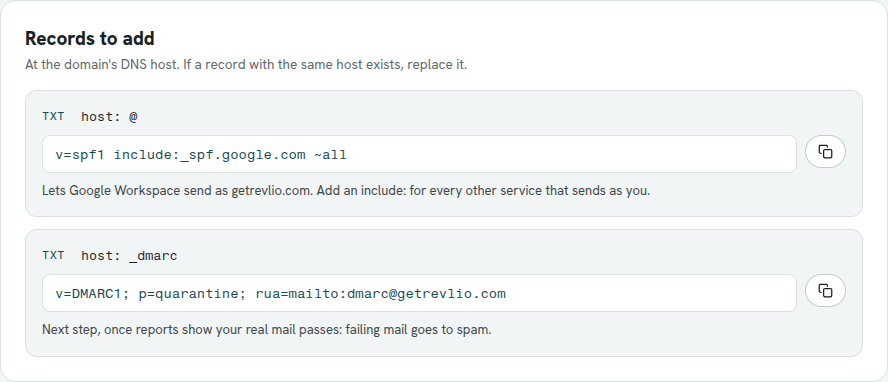 Records to add
At the domain's DNS host. If a record with the same host exists, replace it.
TXT host: @
v=spf1 include:_spf.google.com ~all
Lets Google Workspace send as getrevlio.com. Add an include: for every other service that sends as you.
TXT host: _dmarc
v=DMARC1; p=quarantine; rua=mailto:dmarc@getrevlio.com
Next step, once reports show your real mail passes: failing mail goes to spam.